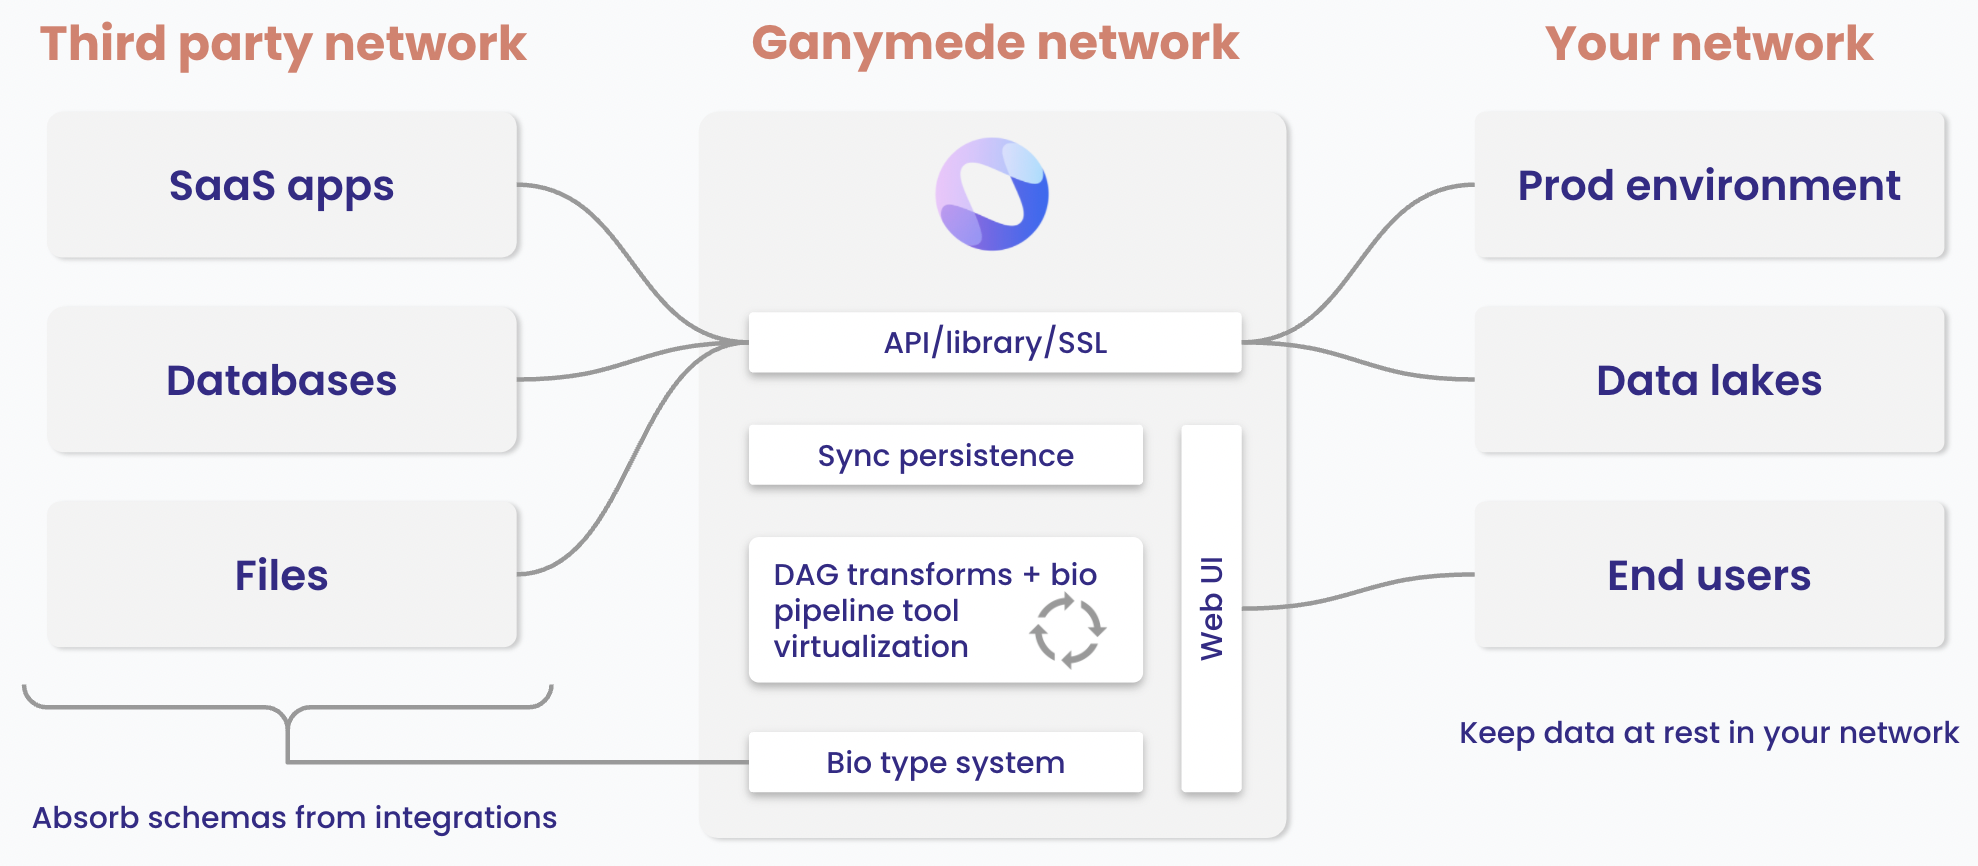 Third party network
Ganymede network
Your network
SaaS apps
Databases
Files
Absorb schemas from integrations
API/library/SSL
Sync persistence
DAG transforms + bio
pipeline tool
virtualization
Bio type system
Web UI
Prod environment
Data lakes
End users
Keep data at rest in your network